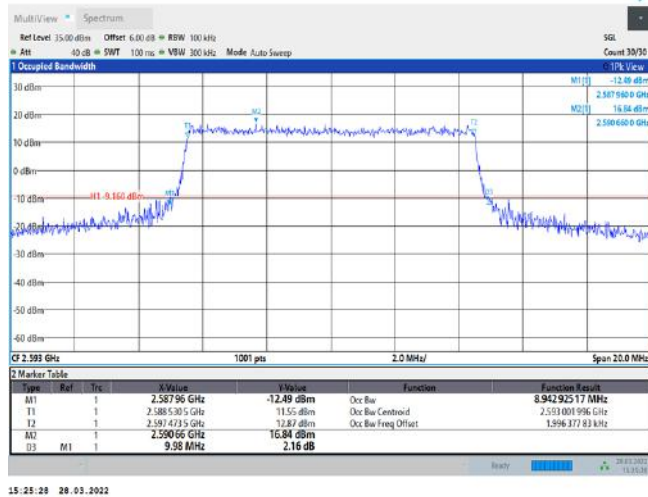 MultiView Spectrum
Ref Level 35.00 dBm Offset 6.00 dB RBW 100 kHz SGL
Att 40 dB SWT 100 ms VBW 300 kHz Mode Auto Sweep Count 30/30
1 Occupied Bandwidth 1Pk View
M1[1] -12.49 dBm
2.587 960 0 GHz
M2[1] 16.84 dBm
2.590 660 0 GHz
30 dBm
20 dBm
M2
T1 T2
10 dBm
0 dBm
H1 -9.160 dBm
M1 D3
-10 dBm
-20 dBm
-30 dBm
-40 dBm
-50 dBm
-60 dBm
CF 2.593 GHz 1001 pts 2.0 MHz/ Span 20.0 MHz
2 Marker Table
Type Ref Trc X-Value Y-Value Function Function Result
M1 1 2.587 96 GHz -12.49 dBm Occ Bw 8.942 925 17 MHz
T1 1 2.588 530 5 GHz 11.55 dBm Occ Bw Centroid 2.593 001 996 GHz
T2 1 2.597 473 5 GHz 12.87 dBm Occ Bw Freq Offset 1.996 377 83 kHz
M2 1 2.590 66 GHz 16.84 dBm
D3 M1 1 9.98 MHz 2.16 dB
Ready 28.03.2022
15:25:28
15:25:28 28.03.2022